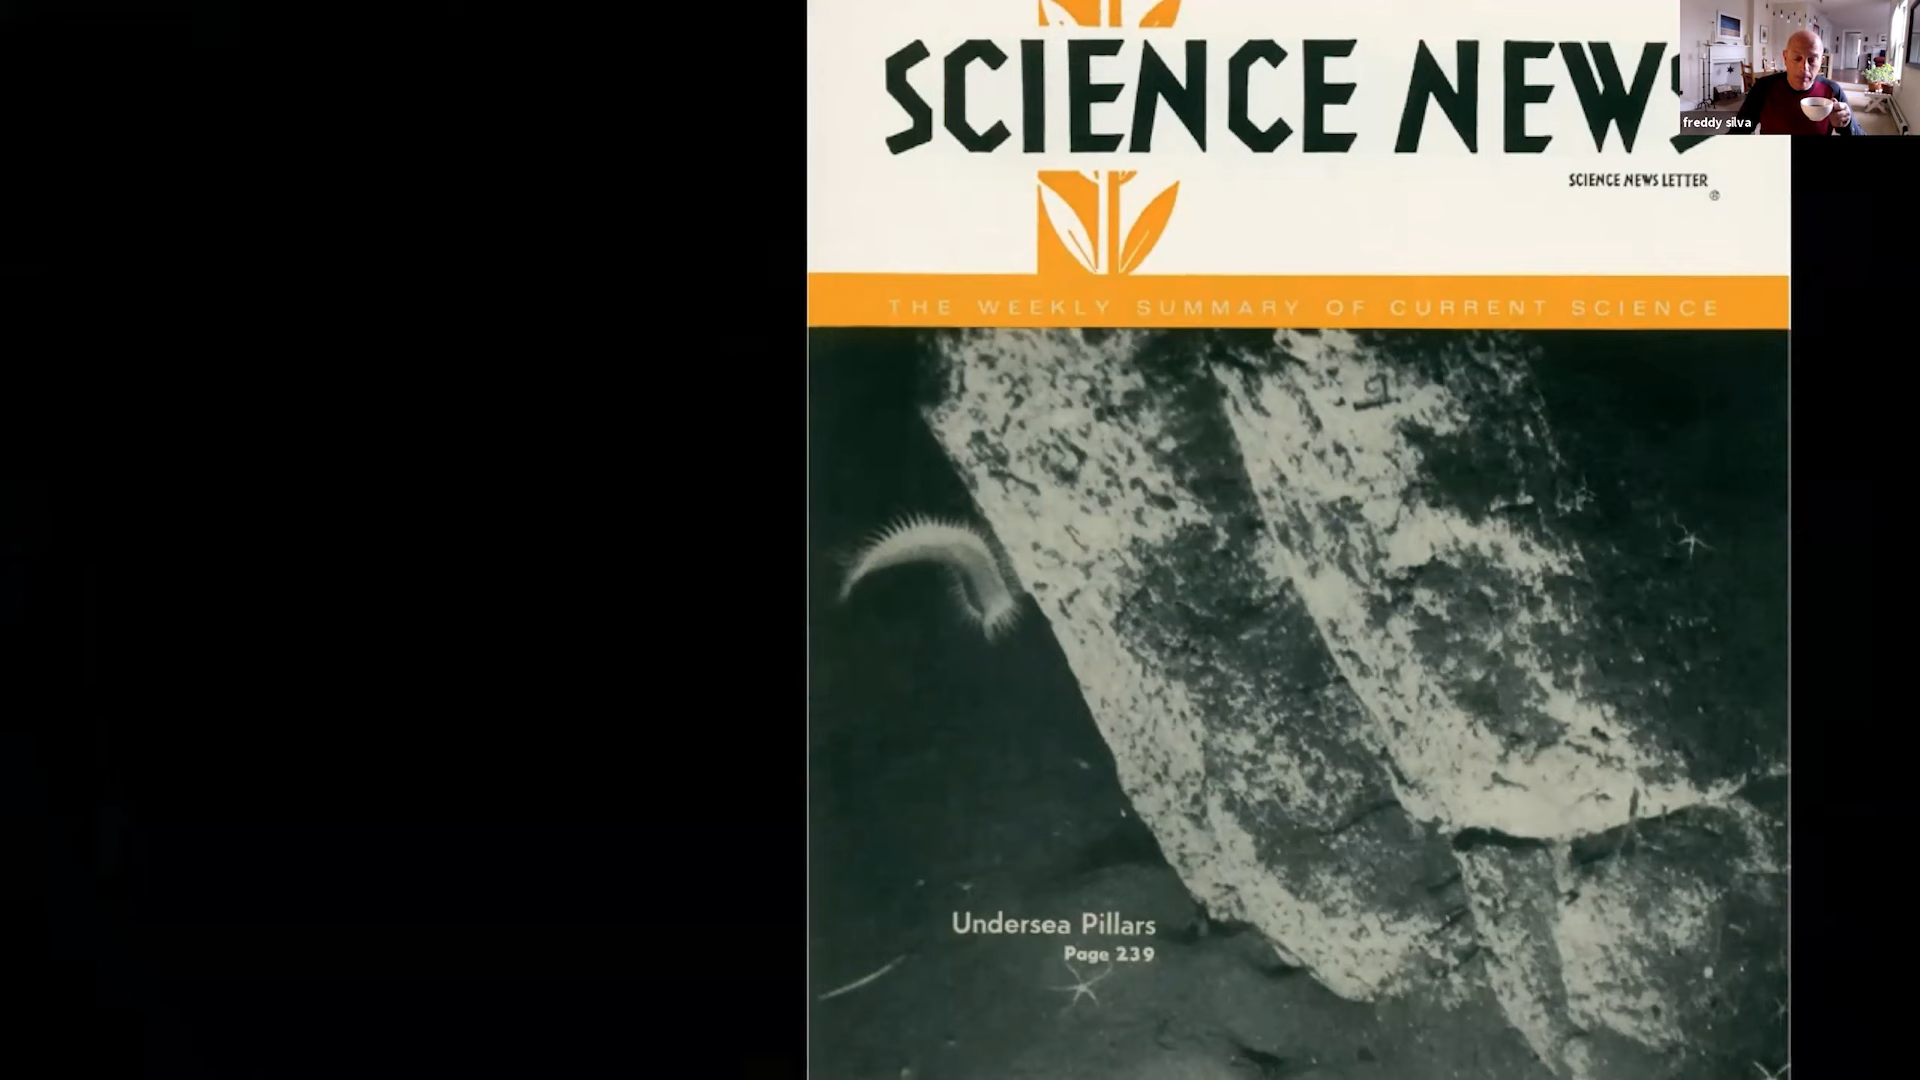 SCIENCE NEWS
freddy silva
SCIENCE NEWS LETTER
®
THE WEEKLY SUMMARY OF CURRENT SCIENCE
Undersea Pillars
Page 239